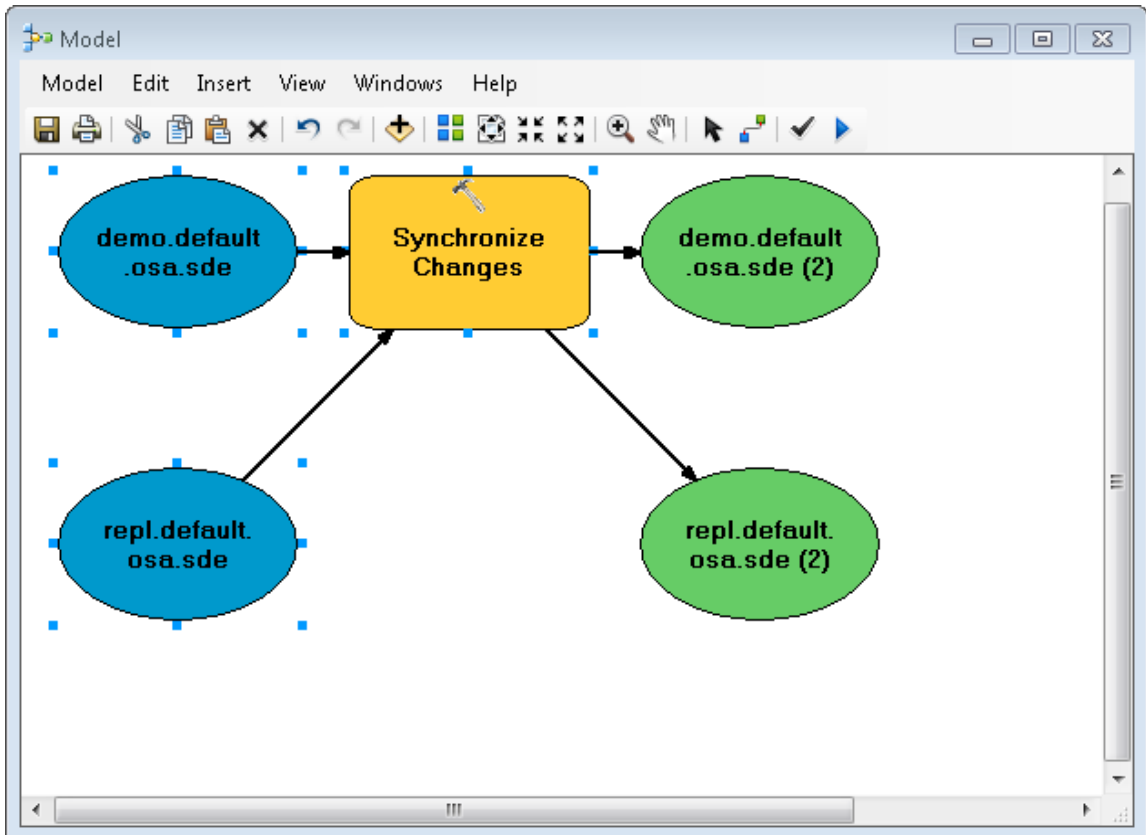 Model
Model Edit Insert View Windows Help
demo.default
.osa.sde
Synchronize
Changes
demo.default
.osa.sde (2)
repl.default.
osa.sde
repl.default.
osa.sde (2)